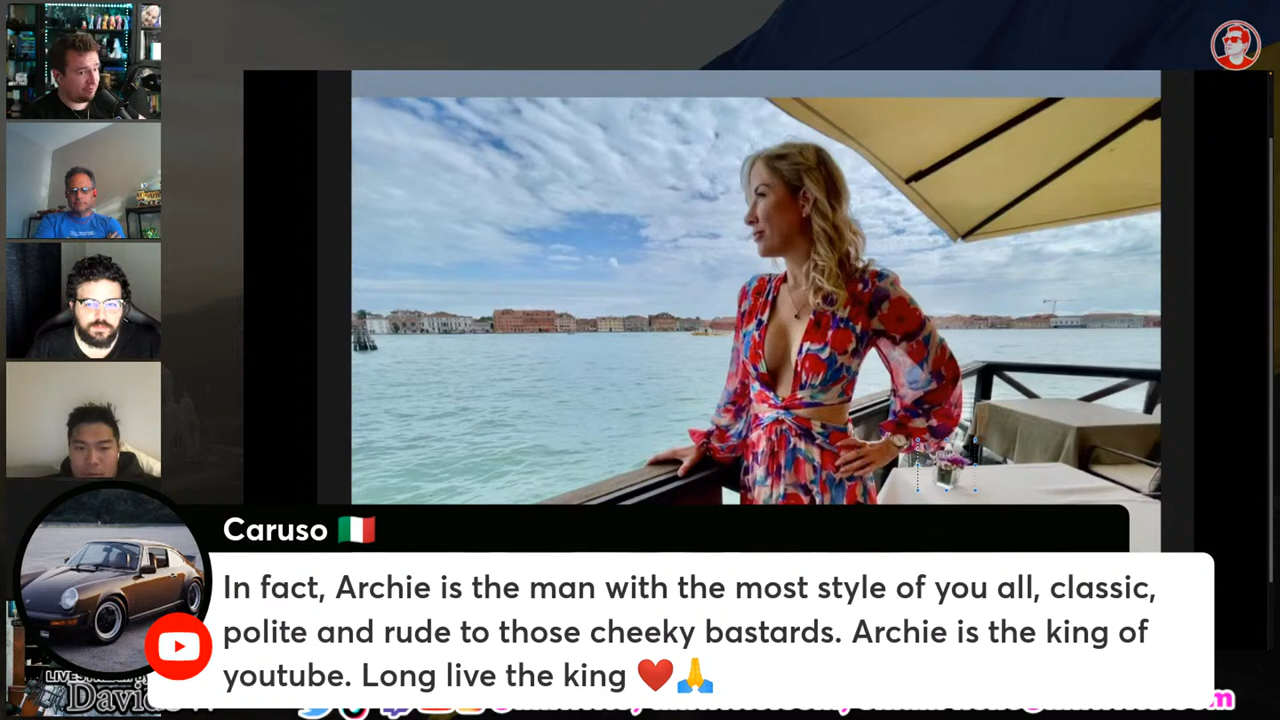 Caruso 🇮🇹
In fact, Archie is the man with the most style of you all, classic,
polite and rude to those cheeky bastards. Archie is the king of
youtube. Long live the king ❤️🙏